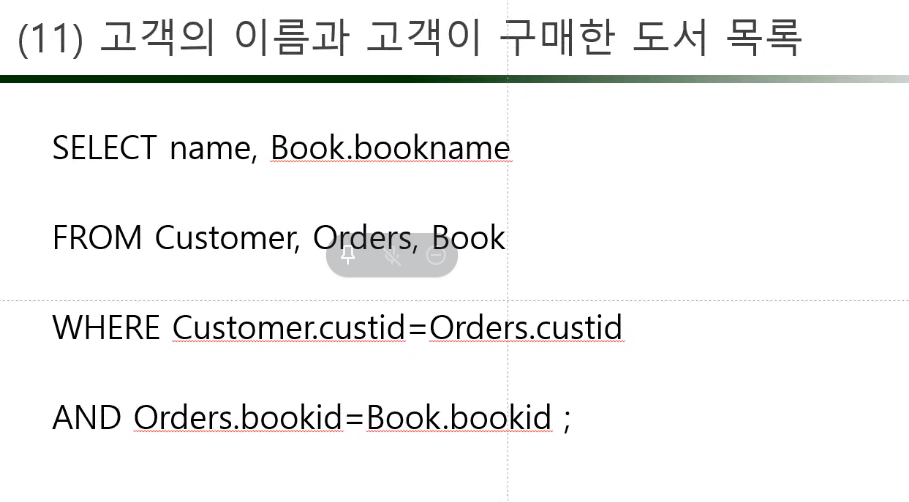 (11) 고객의 이름과 고객이 구매한 도서 목록
SELECT name, Book.bookname
FROM Customer, Orders, Book
WHERE Customer.custid=Orders.custid
AND Orders.bookid=Book.bookid ;